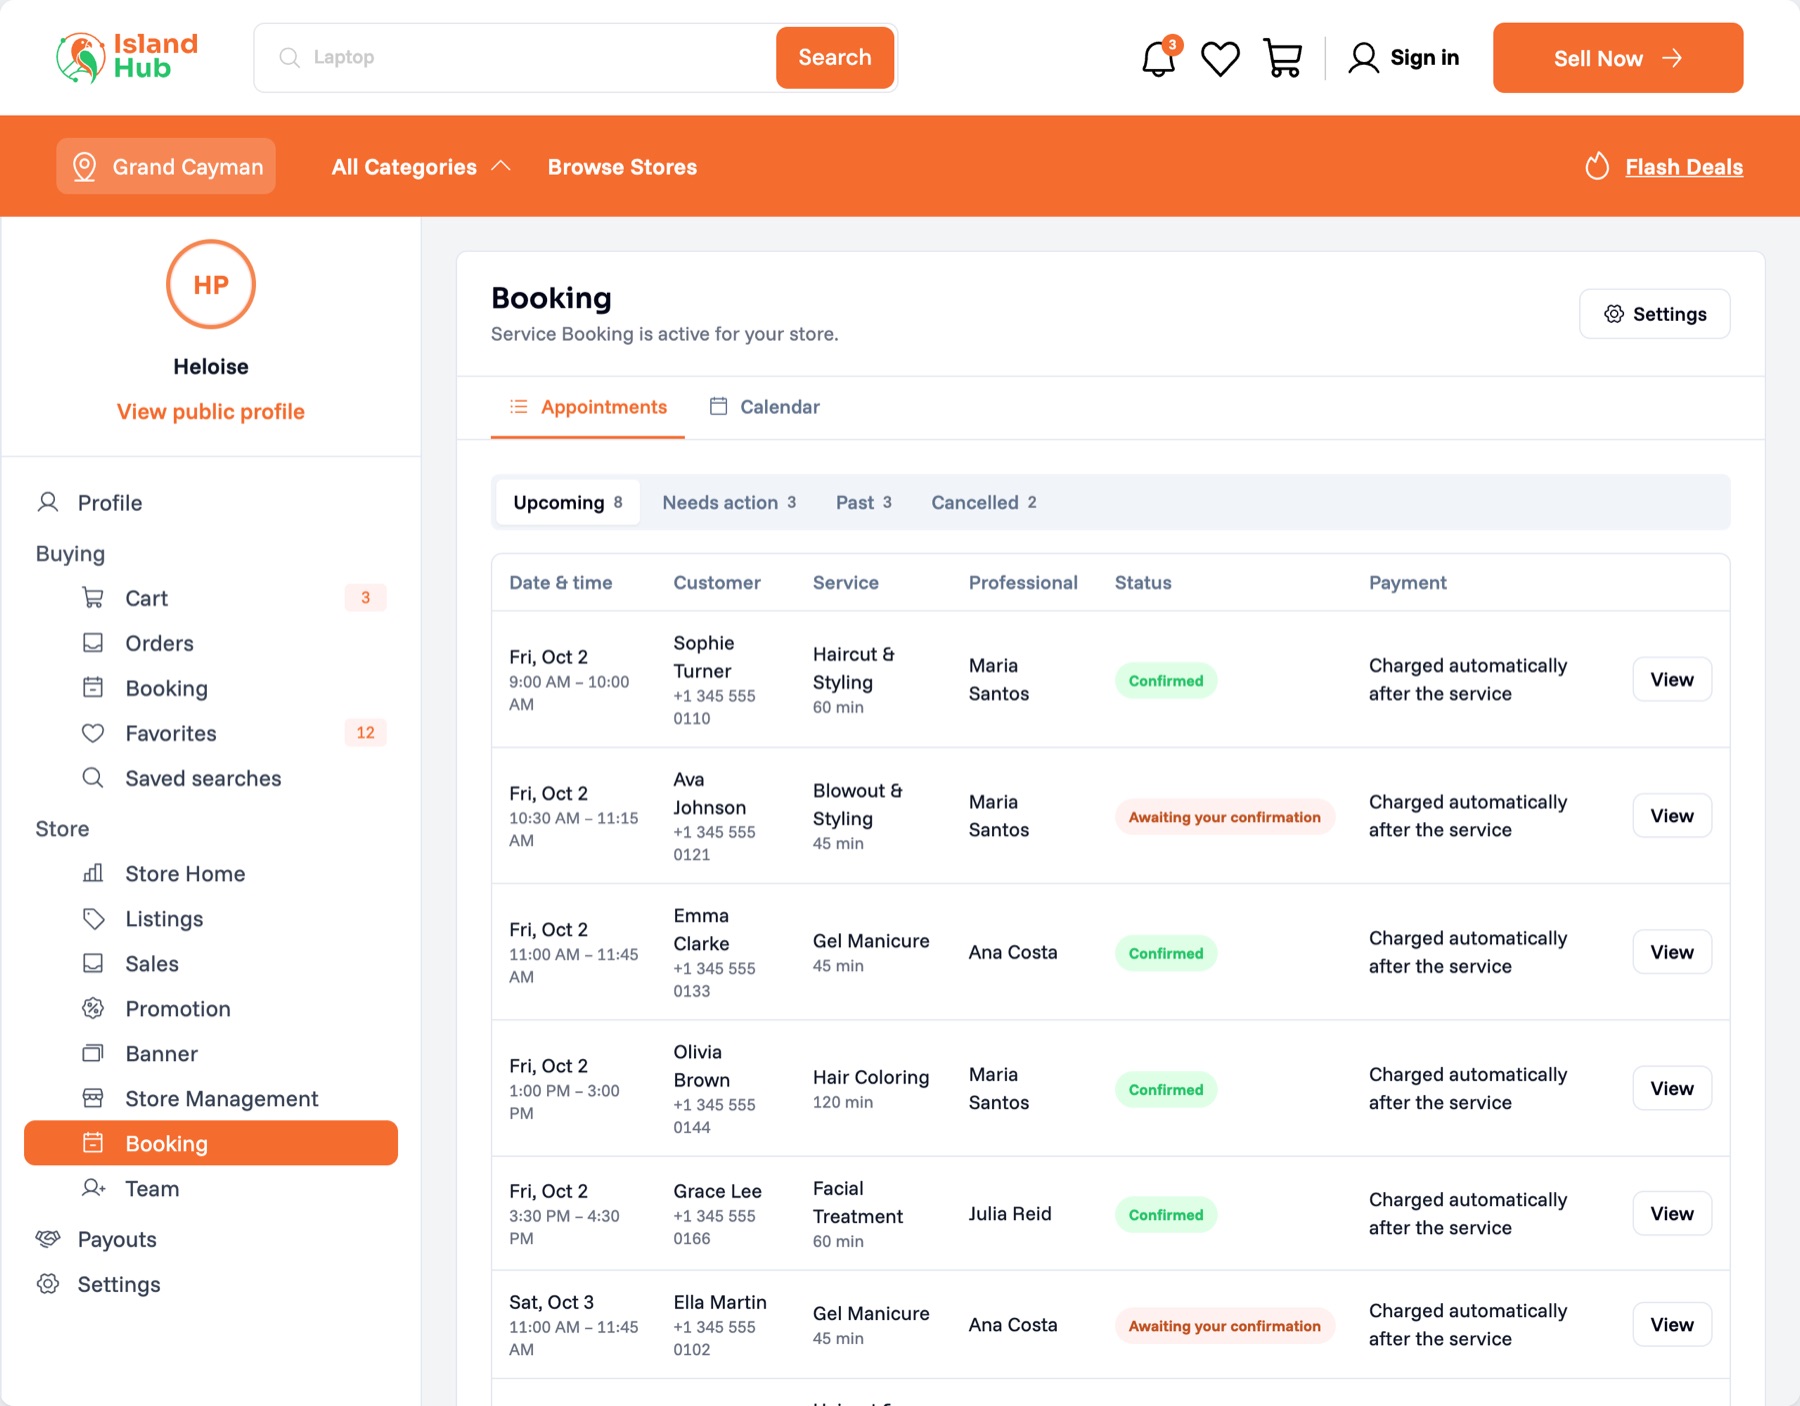 Island
Hub
Laptop
Search
3
Sign in
Sell Now
Grand Cayman
All Categories
Browse Stores
Flash Deals
HP
Heloise
View public profile
Profile
Buying
Cart 3
Orders
Booking
Favorites 12
Saved searches
Store
Store Home
Listings
Sales
Promotion
Banner
Store Management
Booking
Team
Payouts
Settings
Booking
Service Booking is active for your store.
Settings
Appointments
Calendar
Upcoming 8
Needs action 3
Past 3
Cancelled 2
Date & time Customer Service Professional Status Payment
Fri, Oct 2
9:00 AM – 10:00
AM
Sophie
Turner
+1 345 555
0110
Haircut &
Styling
60 min
Maria
Santos
Confirmed
Charged automatically
after the service
View
Fri, Oct 2
10:30 AM – 11:15
AM
Ava
Johnson
+1 345 555
0121
Blowout &
Styling
45 min
Maria
Santos
Awaiting your confirmation
Charged automatically
after the service
View
Fri, Oct 2
11:00 AM – 11:45
AM
Emma
Clarke
+1 345 555
0133
Gel Manicure
45 min
Ana Costa
Confirmed
Charged automatically
after the service
View
Fri, Oct 2
1:00 PM – 3:00
PM
Olivia
Brown
+1 345 555
0144
Hair Coloring
120 min
Maria
Santos
Confirmed
Charged automatically
after the service
View
Fri, Oct 2
3:30 PM – 4:30
PM
Grace Lee
+1 345 555
0166
Facial
Treatment
60 min
Julia Reid
Confirmed
Charged automatically
after the service
View
Sat, Oct 3
11:00 AM – 11:45
AM
Ella Martin
+1 345 555
0102
Gel Manicure
45 min
Ana Costa
Awaiting your confirmation
Charged automatically
after the service
View